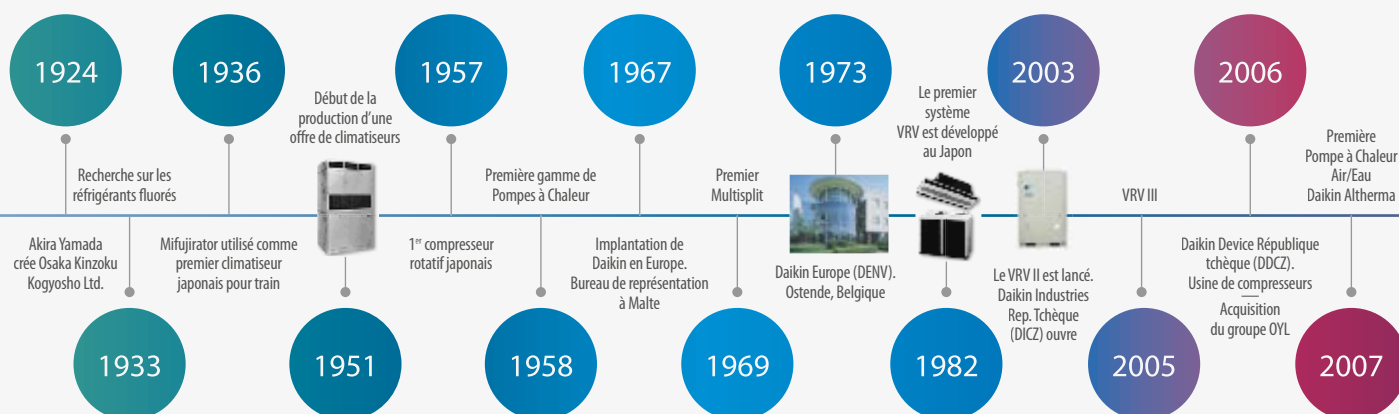 1924
Akira Yamada
crée Osaka Kinzoku
Kogyosho Ltd.
Recherche sur les
réfrigérants fluorés
1933
1936
Mifujirator utilisé comme
premier climatiseur
japonais pour train
Début de la
production d’une
offre de climatiseurs
1951
1957
1er compresseur
rotatif japonais
Première gamme de
Pompes à Chaleur
1958
1967
Implantation de
Daikin en Europe.
Bureau de représentation
à Malte
Premier
Multisplit
1969
1973
Daikin Europe (DENV).
Ostende, Belgique
Le premier
système
VRV est développé
au Japon
1982
2003
Le VRV II est lancé.
Daikin Industries
Rep. Tchèque
(DICZ) ouvre
VRV III
2005
2006
Daikin Device République
tchèque (DDCZ).
Usine de compresseurs
Acquisition
du groupe OYL
Première
Pompe à Chaleur
Air/Eau
Daikin Altherma
2007